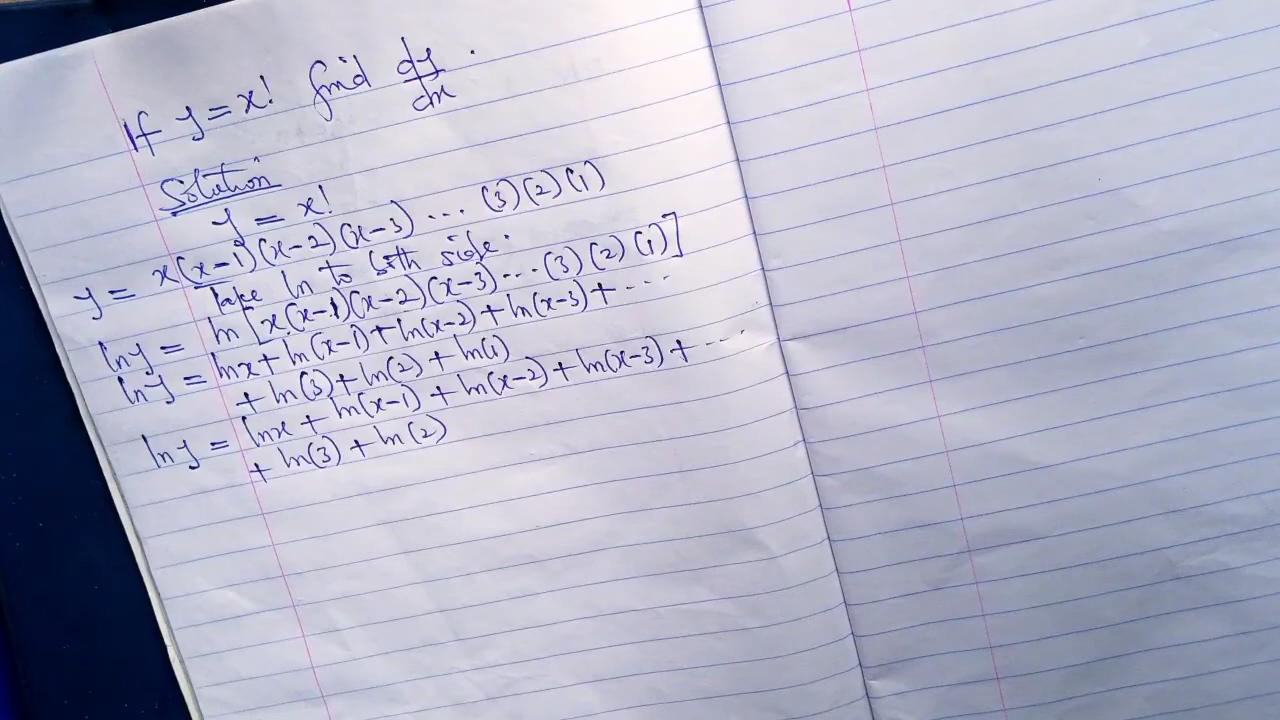 If y = x! find dy/dx.
Solution
y = x!
y = x(x-1)(x-2)(x-3) ... (3)(2)(1)
take ln to both side.
ln y = ln[x(x-1)(x-2)(x-3)...(3)(2)(1)]
ln y = lnx + ln(x-1) + ln(x-2) + ln(x-3) + ...
+ ln(3) + ln(2) + ln(1)
ln y = lnx + ln(x-1) + ln(x-2) + ln(x-3) + ...
+ ln(3) + ln(2)